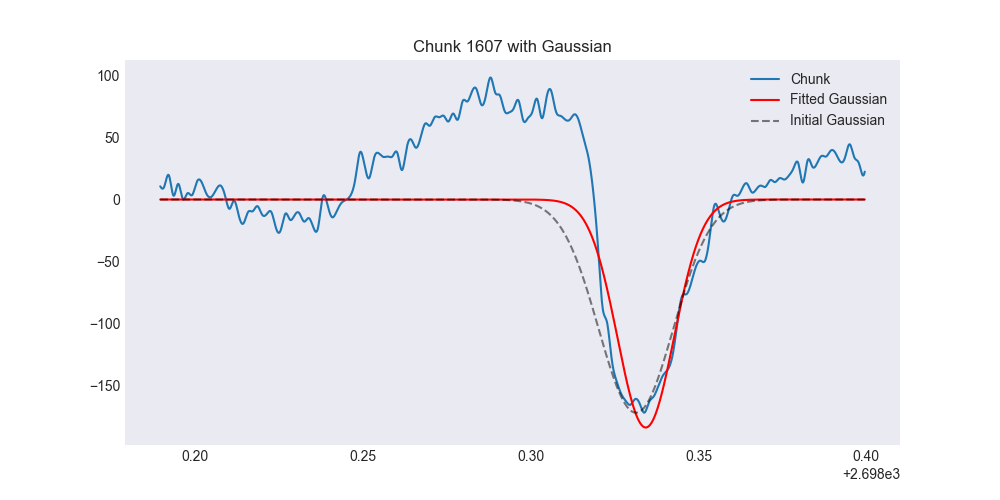 Chunk 1607 with Gaussian
100
50
0
−50
−100
−150
Chunk
Fitted Gaussian
Initial Gaussian
0.20 0.25 0.30 0.35 0.40
+2.698e3